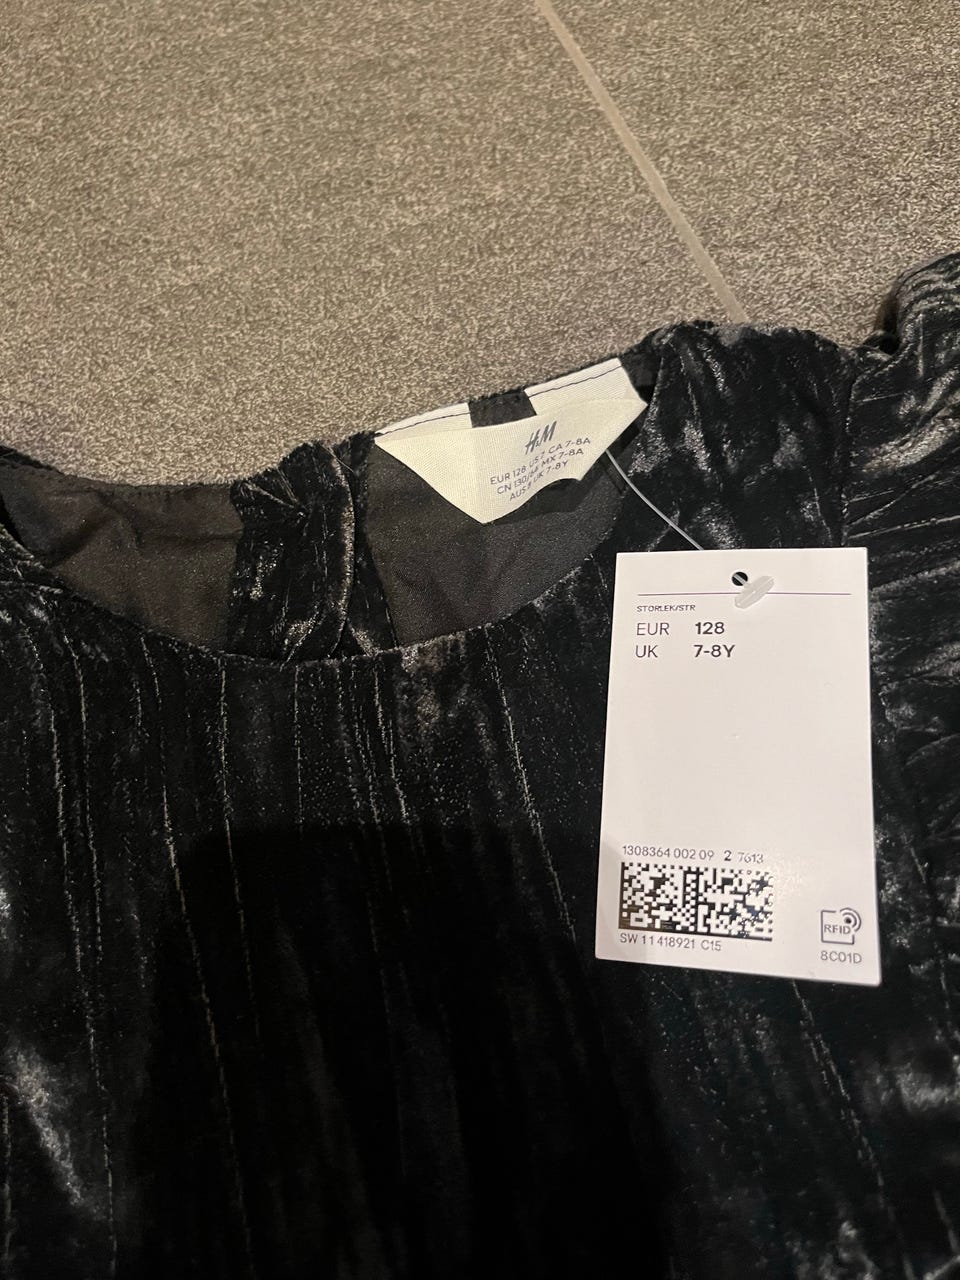 H&M
EUR 128 US 7 CA 7-8A
CN 130/64 MX 7-8A
AUS 8 UK 7-8Y
STORLEK/STR
EUR 128
UK 7-8Y
1308364 002 09 2 7613
SW 11 418921 C15
RFID
8C01D